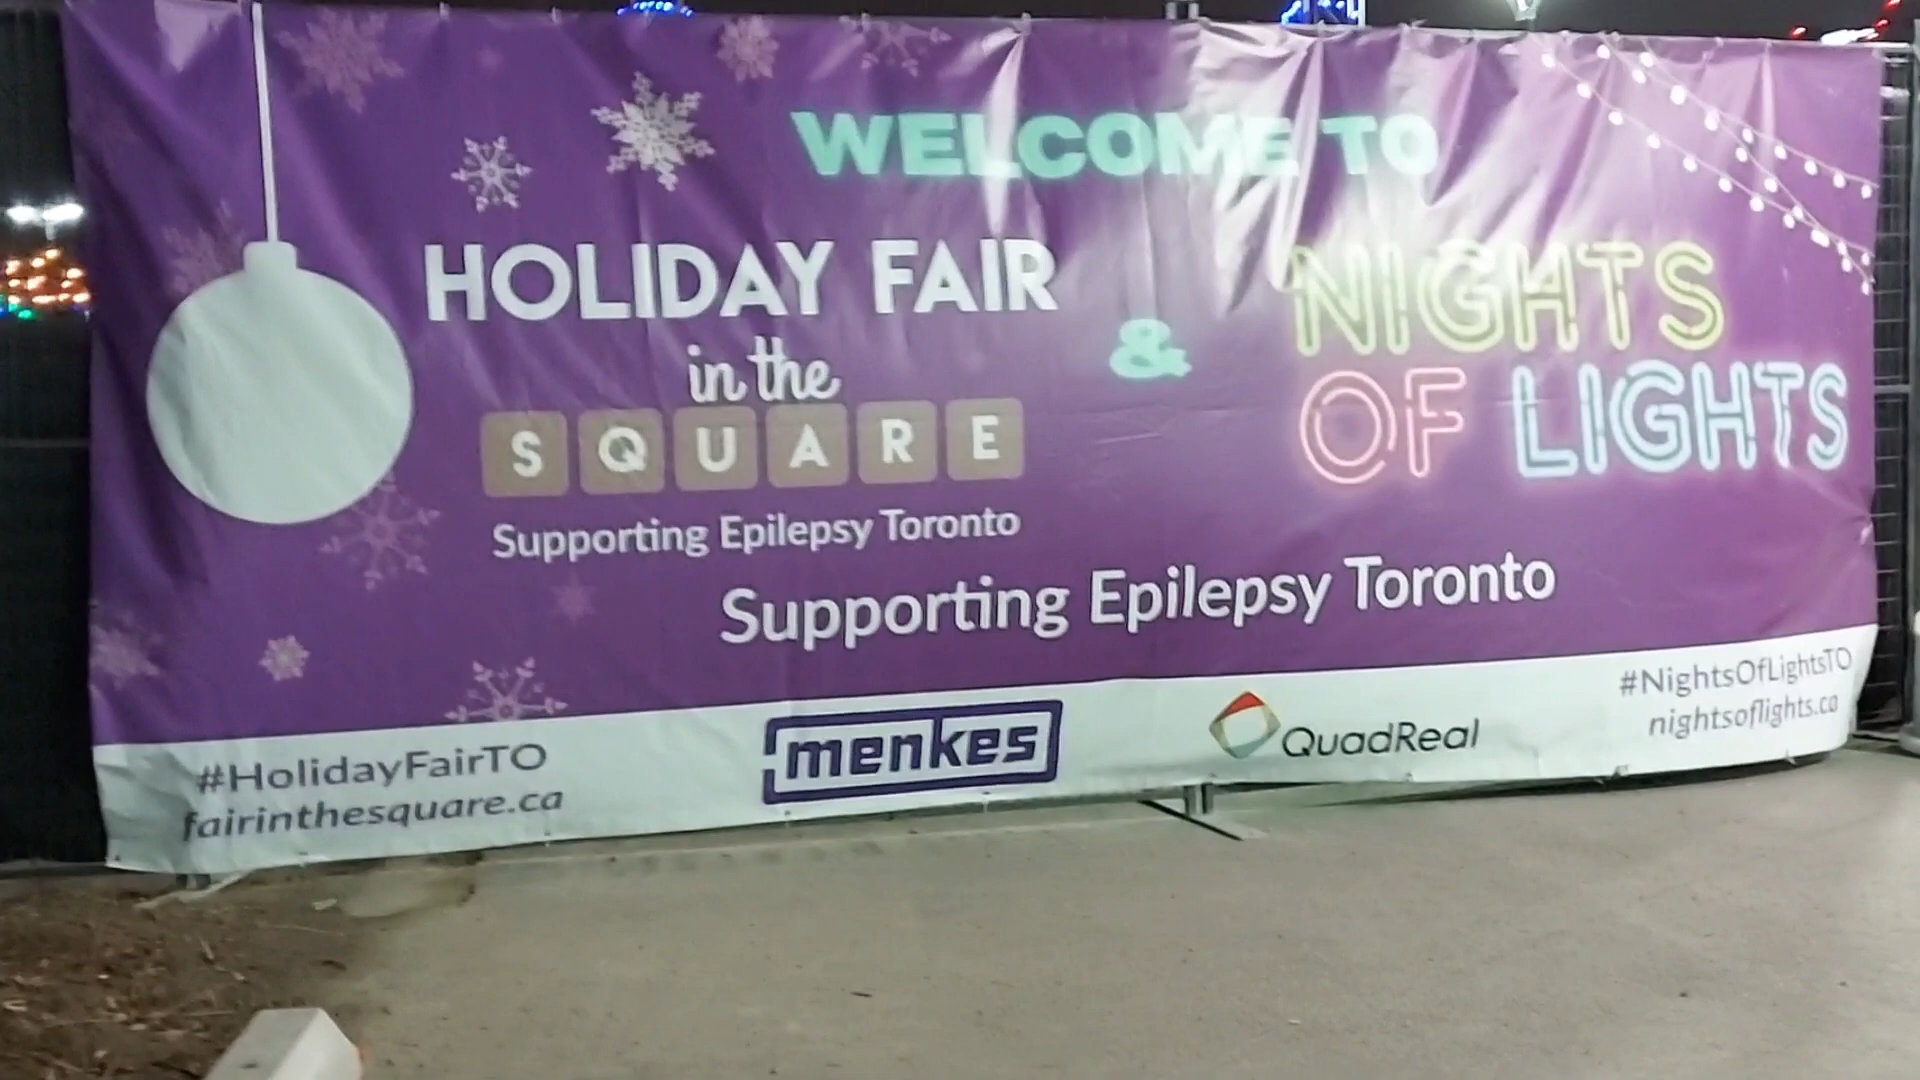 WELCOME TO
HOLIDAY FAIR
in the
SQUARE
Supporting Epilepsy Toronto
&
NIGHTS
OF LIGHTS
Supporting Epilepsy Toronto
#HolidayFairTO
fairinthesquare.ca
menkes
QuadReal
#NightsOfLightsTO
nightsoflights.ca